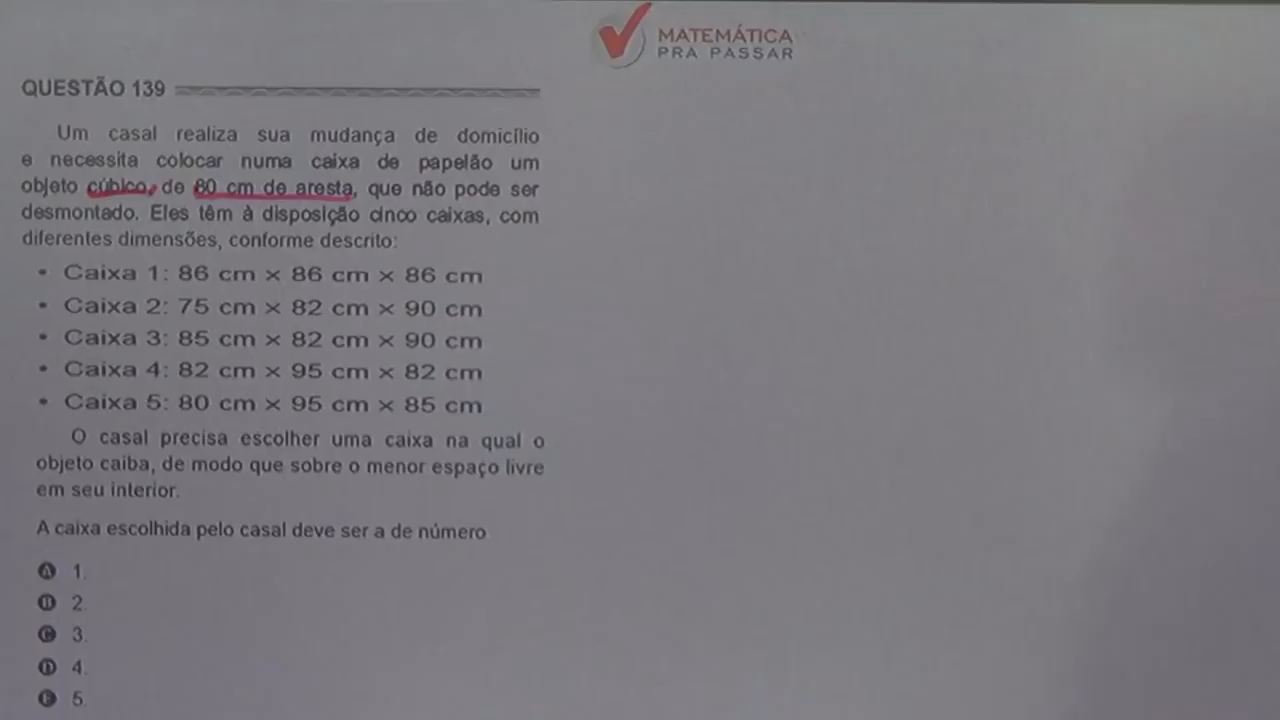 MATEMÁTICA
PRA PASSAR
QUESTÃO 139
Um casal realiza sua mudança de domicílio
e necessita colocar numa caixa de papelão um
objeto cúbico, de 80 cm de aresta, que não pode ser
desmontado. Eles têm à disposição cinco caixas, com
diferentes dimensões, conforme descrito:
• Caixa 1: 86 cm × 86 cm × 86 cm
• Caixa 2: 75 cm × 82 cm × 90 cm
• Caixa 3: 85 cm × 82 cm × 90 cm
• Caixa 4: 82 cm × 95 cm × 82 cm
• Caixa 5: 80 cm × 95 cm × 85 cm
O casal precisa escolher uma caixa na qual o
objeto caiba, de modo que sobre o menor espaço livre
em seu interior.
A caixa escolhida pelo casal deve ser a de número
A 1.
B 2.
C 3.
D 4.
E 5.